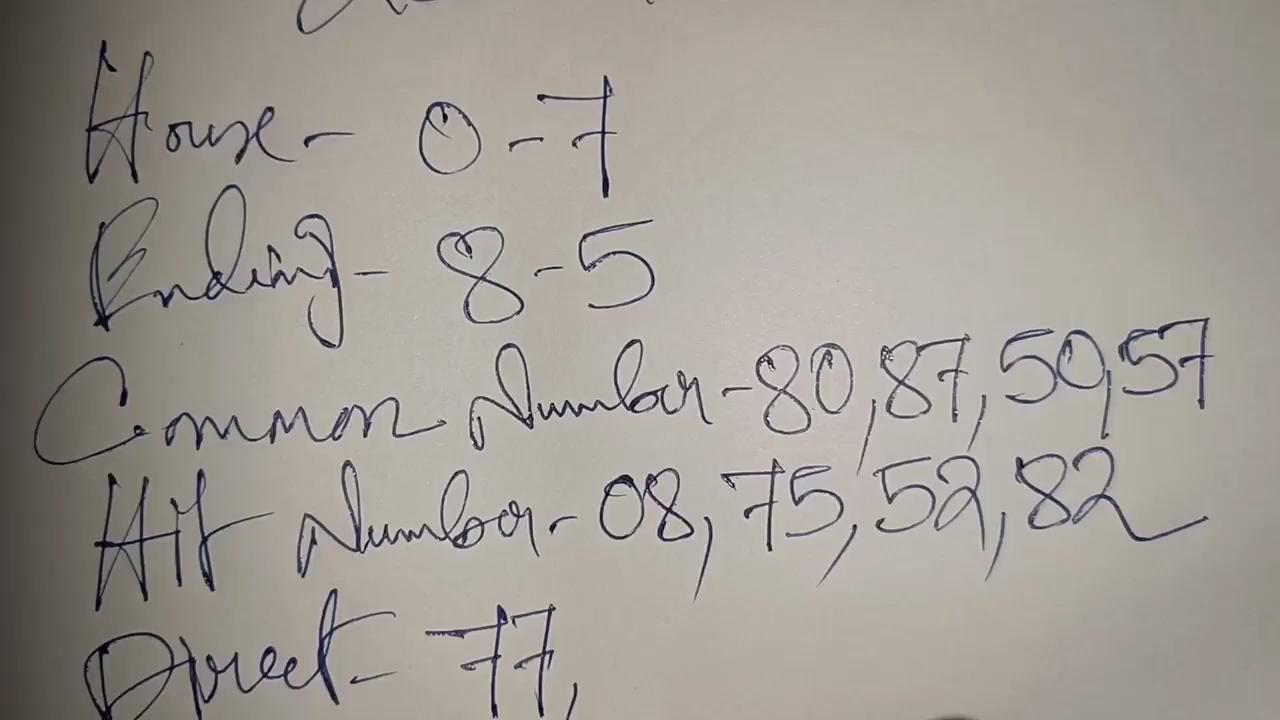 House - 0 - 7
Ending - 8 - 5
Common Number - 80, 87, 50, 57
Hit Number - 08, 75, 52, 82
Direct - 77,